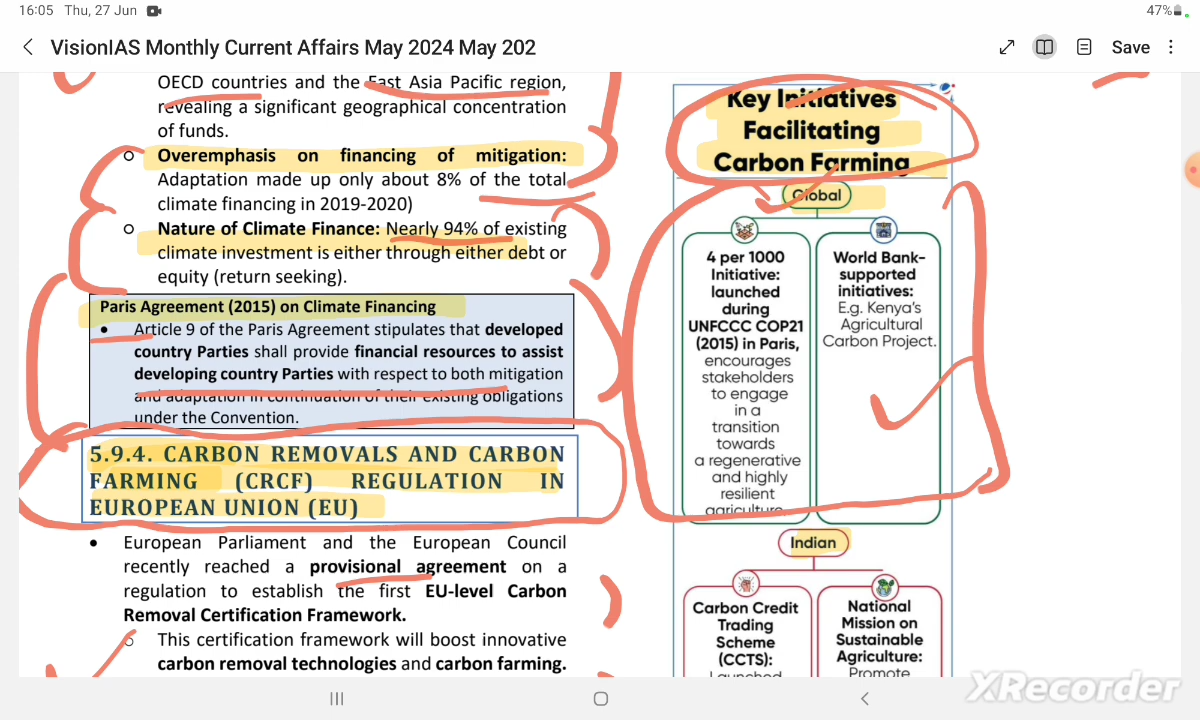 16:05 Thu, 27 Jun
47%
VisionIAS Monthly Current Affairs May 2024 May 202
Save
OECD countries and the East Asia Pacific region,
revealing a significant geographical concentration
of funds.
o Overemphasis on financing of mitigation:
Adaptation made up only about 8% of the total
climate financing in 2019-2020)
o Nature of Climate Finance: Nearly 94% of existing
climate investment is either through either debt or
equity (return seeking).
Paris Agreement (2015) on Climate Financing
• Article 9 of the Paris Agreement stipulates that developed
country Parties shall provide financial resources to assist
developing country Parties with respect to both mitigation
and adaptation in continuation of their existing obligations
under the Convention.
5.9.4. CARBON REMOVALS AND CARBON
FARMING (CRCF) REGULATION IN
EUROPEAN UNION (EU)
• European Parliament and the European Council
recently reached a provisional agreement on a
regulation to establish the first EU-level Carbon
Removal Certification Framework.
o This certification framework will boost innovative
carbon removal technologies and carbon farming.
Key Initiatives
Facilitating
Carbon Farming
Global
4 per 1000
Initiative:
launched
during
UNFCCC COP21
(2015) in Paris,
encourages
stakeholders
to engage
in a
transition
towards
a regenerative
and highly
resilient
agriculture
World Bank-
supported
initiatives:
E.g. Kenya's
Agricultural
Carbon Project.
Indian
Carbon Credit
Trading
Scheme
(CCTS):
Launched
National
Mission on
Sustainable
Agriculture:
Promote
XRecorder